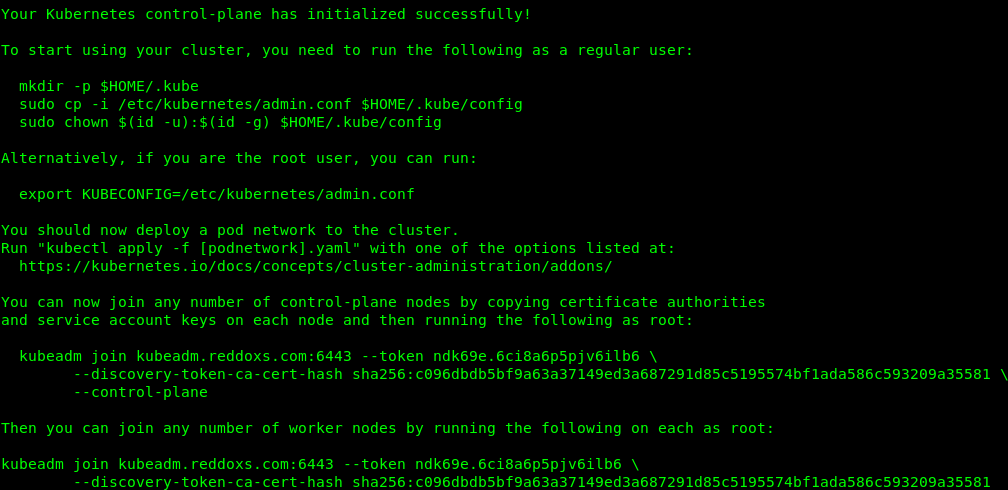 Your Kubernetes control-plane has initialized successfully!
To start using your cluster, you need to run the following as a regular user:
mkdir -p $HOME/.kube
sudo cp -i /etc/kubernetes/admin.conf $HOME/.kube/config
sudo chown $(id -u):$(id -g) $HOME/.kube/config
Alternatively, if you are the root user, you can run:
export KUBECONFIG=/etc/kubernetes/admin.conf
You should now deploy a pod network to the cluster.
Run "kubectl apply -f [podnetwork].yaml" with one of the options listed at:
https://kubernetes.io/docs/concepts/cluster-administration/addons/
You can now join any number of control-plane nodes by copying certificate authorities
and service account keys on each node and then running the following as root:
kubeadm join kubeadm.reddoxs.com:6443 --token ndk69e.6ci8a6p5pjv6ilb6 \
--discovery-token-ca-cert-hash sha256:c096dbdb5bf9a63a37149ed3a687291d85c5195574bf1ada586c593209a35581 \
--control-plane
Then you can join any number of worker nodes by running the following on each as root:
kubeadm join kubeadm.reddoxs.com:6443 --token ndk69e.6ci8a6p5pjv6ilb6 \
--discovery-token-ca-cert-hash sha256:c096dbdb5bf9a63a37149ed3a687291d85c5195574bf1ada586c593209a35581